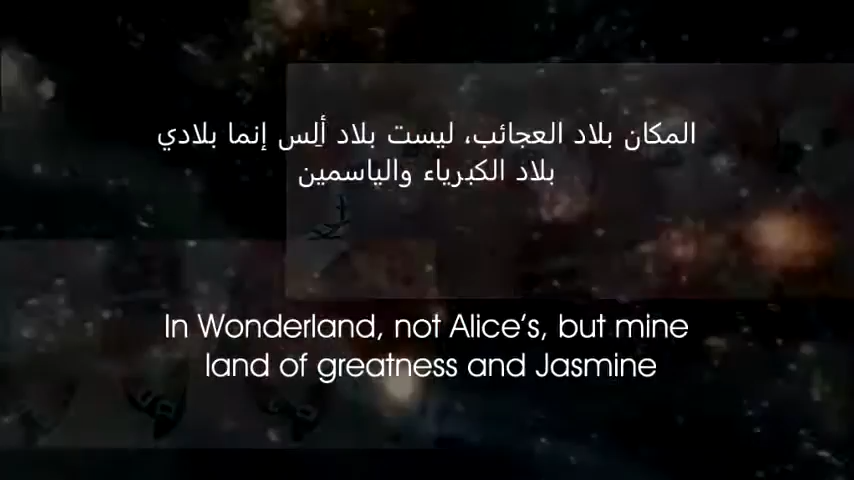 المكان بلاد العجائب، ليست بلاد ألِس إنما بلادي
بلاد الكبرياء والياسمين
In Wonderland, not Alice's, but mine
land of greatness and Jasmine